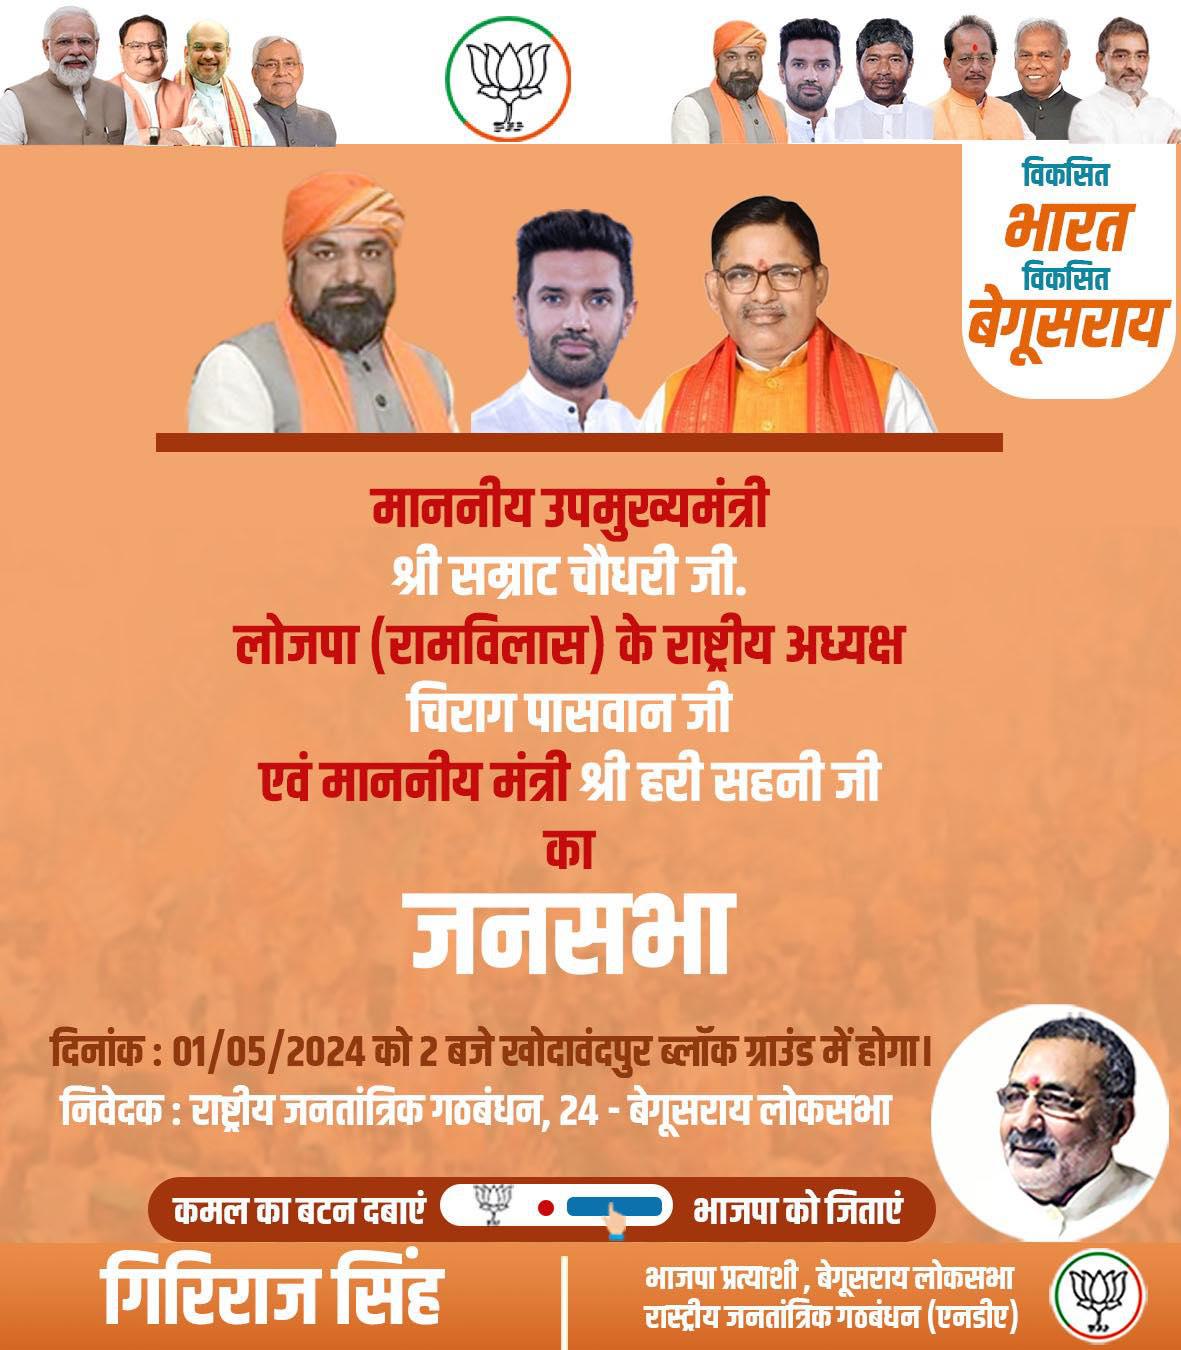 विकसित
भारत
विकसित
बेगूसराय
माननीय उपमुख्यमंत्री
श्री सम्राट चौधरी जी.
लोजपा (रामविलास) के राष्ट्रीय अध्यक्ष
चिराग पासवान जी
एवं माननीय मंत्री श्री हरी सहनी जी
का
जनसभा
दिनांक : 01/05/2024 को 2 बजे खोदावंदपुर ब्लॉक ग्राउंड में होगा।
निवेदक : राष्ट्रीय जनतांत्रिक गठबंधन, 24 - बेगूसराय लोकसभा
कमल का बटन दबाएं भाजपा को जिताएं
गिरिराज सिंह
भाजपा प्रत्याशी , बेगूसराय लोकसभा
रास्ट्रीय जनतांत्रिक गठबंधन (एनडीए)